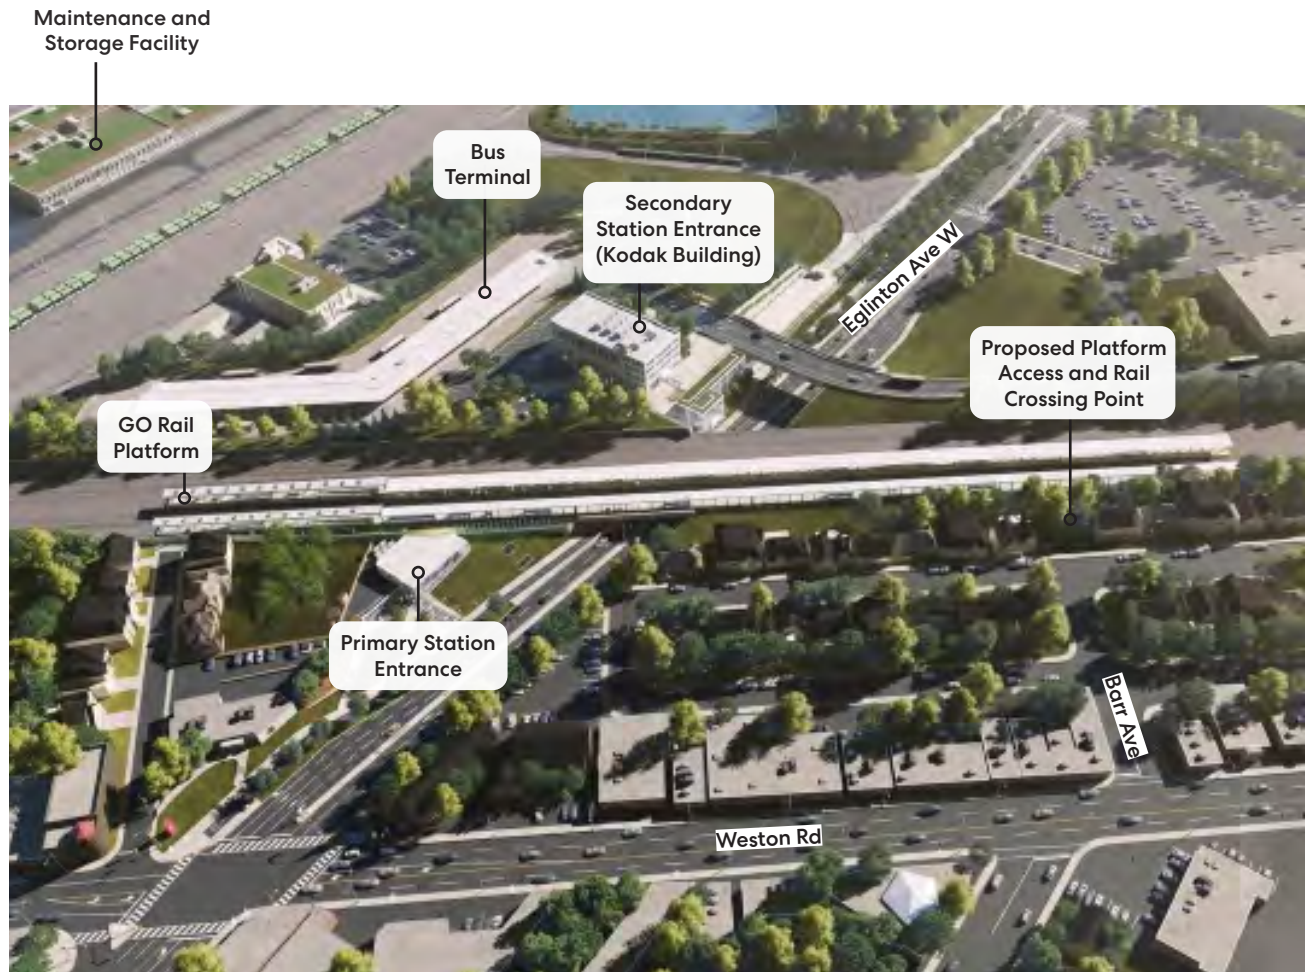 Maintenance and
Storage Facility
Bus
Terminal
Secondary
Station Entrance
(Kodak Building)
Eglinton Ave W
Proposed Platform
Access and Rail
Crossing Point
GO Rail
Platform
Primary Station
Entrance
Barr Ave
Weston Rd